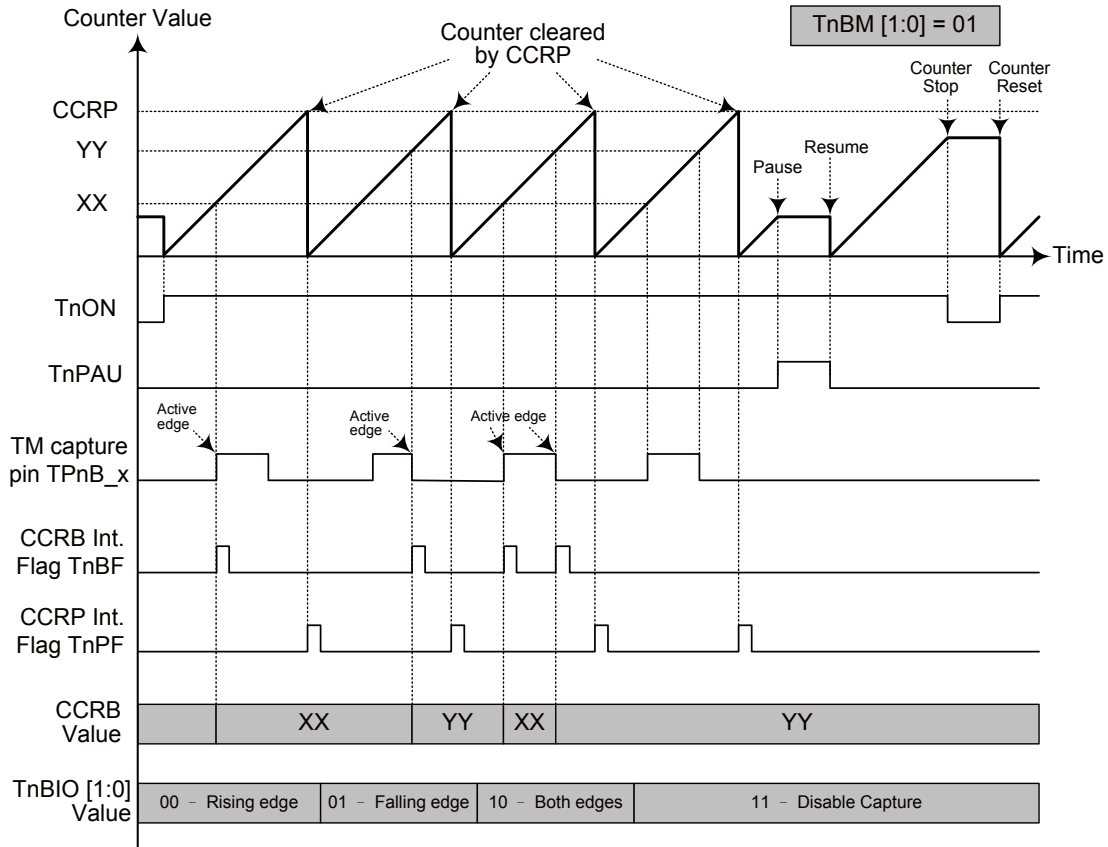 Counter Value
TnBM [1:0] = 01
Counter cleared
by CCRP
Counter
Stop
Counter
Reset
CCRP
YY
XX
Pause
Resume
Time
TnON
TnPAU
TM capture
pin TPnB_x
Active
edge
Active
edge
Active edge
CCRB Int.
Flag TnBF
CCRP Int.
Flag TnPF
CCRB
Value
XX
YY
XX
YY
TnBIO [1:0]
Value
00 – Rising edge
01 – Falling edge
10 – Both edges
11 – Disable Capture